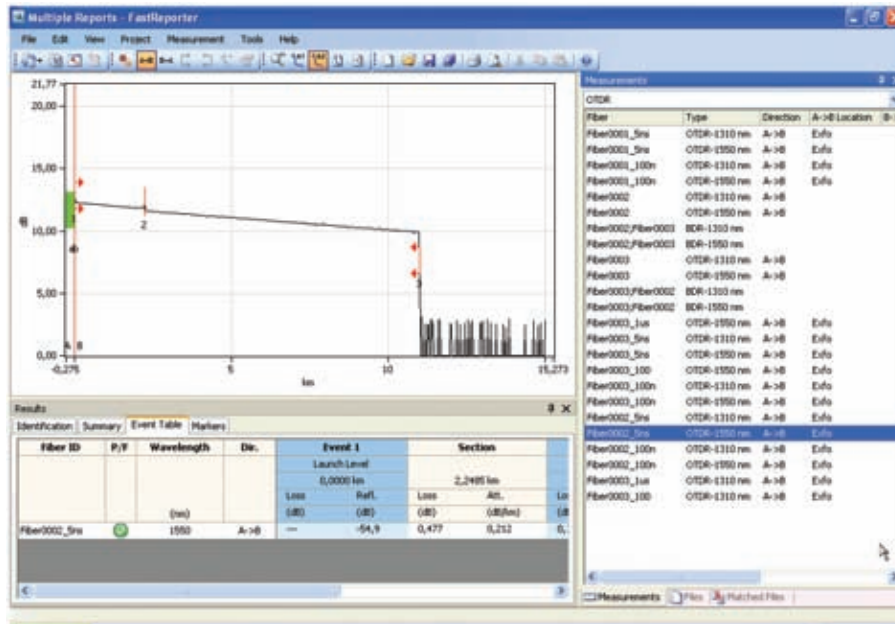 Multiple Reports - FastReporter
File Edit View Project Measurement Tools Help
21,77
20,00
15,00
10,00
5,00
0,00
dB
1
2
3
A B
-0,275
5
10
15,273
km
Results
Identification Summary Event Table Markers
Fiber ID P/F Wavelength Dir. Event 1 Section
Launch Level
0,0000 km 2,2485 km
Loss Refl. Loss Att.
(nm) (dB) (dB) (dB) (dB/km)
Fiber0002_5ns 1550 A->B --- -54,9 0,477 0,212 0,
Measurements
OTDR
Fiber Type Direction A->B Location B-
Fiber0001_5ns OTDR-1310 nm A->B Exfo
Fiber0001_5ns OTDR-1550 nm A->B Exfo
Fiber0001_100n OTDR-1310 nm A->B Exfo
Fiber0001_100n OTDR-1550 nm A->B Exfo
Fiber0002 OTDR-1310 nm A->B
Fiber0002 OTDR-1550 nm A->B
Fiber0002;Fiber0003 BDR-1310 nm
Fiber0002;Fiber0003 BDR-1550 nm
Fiber0003 OTDR-1310 nm A->B
Fiber0003 OTDR-1550 nm A->B
Fiber0003;Fiber0002 BDR-1310 nm
Fiber0003;Fiber0002 BDR-1550 nm
Fiber0003_1us OTDR-1550 nm A->B Exfo
Fiber0003_5ns OTDR-1310 nm A->B Exfo
Fiber0003_5ns OTDR-1550 nm A->B Exfo
Fiber0003_100 OTDR-1550 nm A->B Exfo
Fiber0003_100n OTDR-1310 nm A->B Exfo
Fiber0003_100n OTDR-1550 nm A->B Exfo
Fiber0002_5ns OTDR-1310 nm A->B Exfo
Fiber0002_5ns OTDR-1550 nm A->B Exfo
Fiber0002_100n OTDR-1310 nm A->B Exfo
Fiber0002_100n OTDR-1550 nm A->B Exfo
Fiber0003_1us OTDR-1310 nm A->B Exfo
Fiber0003_100 OTDR-1310 nm A->B Exfo
Measurements Files Matched Files